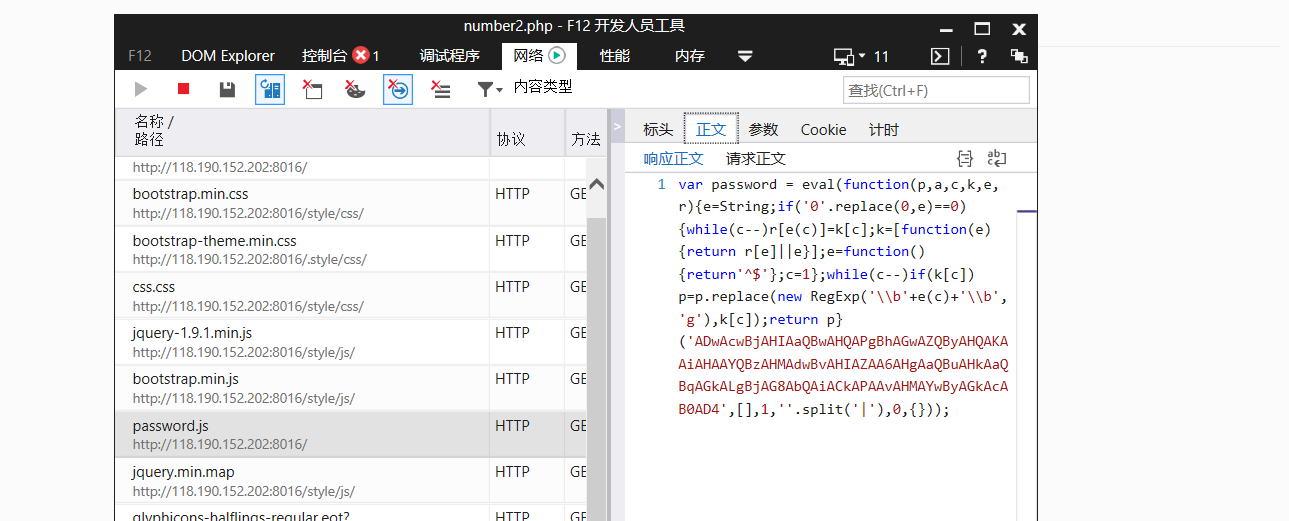 number2.php - F12 开发人员工具
F12 DOM Explorer 控制台 1 调试程序 网络 性能 内存 11 ?
内容类型 查找(Ctrl+F)
名称 /
路径 协议 方法
标头 正文 参数 Cookie 计时
响应正文 请求正文
http://118.190.152.202:8016/
bootstrap.min.css HTTP GE
http://118.190.152.202:8016/style/css/
bootstrap-theme.min.css HTTP GE
http://118.190.152.202:8016/.style/css/
css.css HTTP GE
http://118.190.152.202:8016/style/css/
jquery-1.9.1.min.js HTTP GE
http://118.190.152.202:8016/style/js/
bootstrap.min.js HTTP GE
http://118.190.152.202:8016/style/js/
password.js HTTP GE
http://118.190.152.202:8016/
jquery.min.map HTTP GE
http://118.190.152.202:8016/style/js/
glyphicons-halflings-regular.eot? HTTP GE
1 var password = eval(function(p,a,c,k,e,
r){e=String;if('0'.replace(0,e)==0)
{while(c--)r[e(c)]=k[c];k=[function(e)
{return r[e]||e}];e=function()
{return'^$'};c=1};while(c--)if(k[c])
p=p.replace(new RegExp('\\b'+e(c)+'\\b',
'g'),k[c]);return p}
('ADwAcwBjAHIAaQBwAHQAPgBhAGwAZQByAHQAKA
AiAHAAYQBzAHMAdwBvAHIAZAA6AHgAaQBuAHkAaQ
BqAGkALgBjAG8AbQAiACkAPAAvAHMAYwByAGkAcA
B0AD4',[],1,''.split('|'),0,{}));